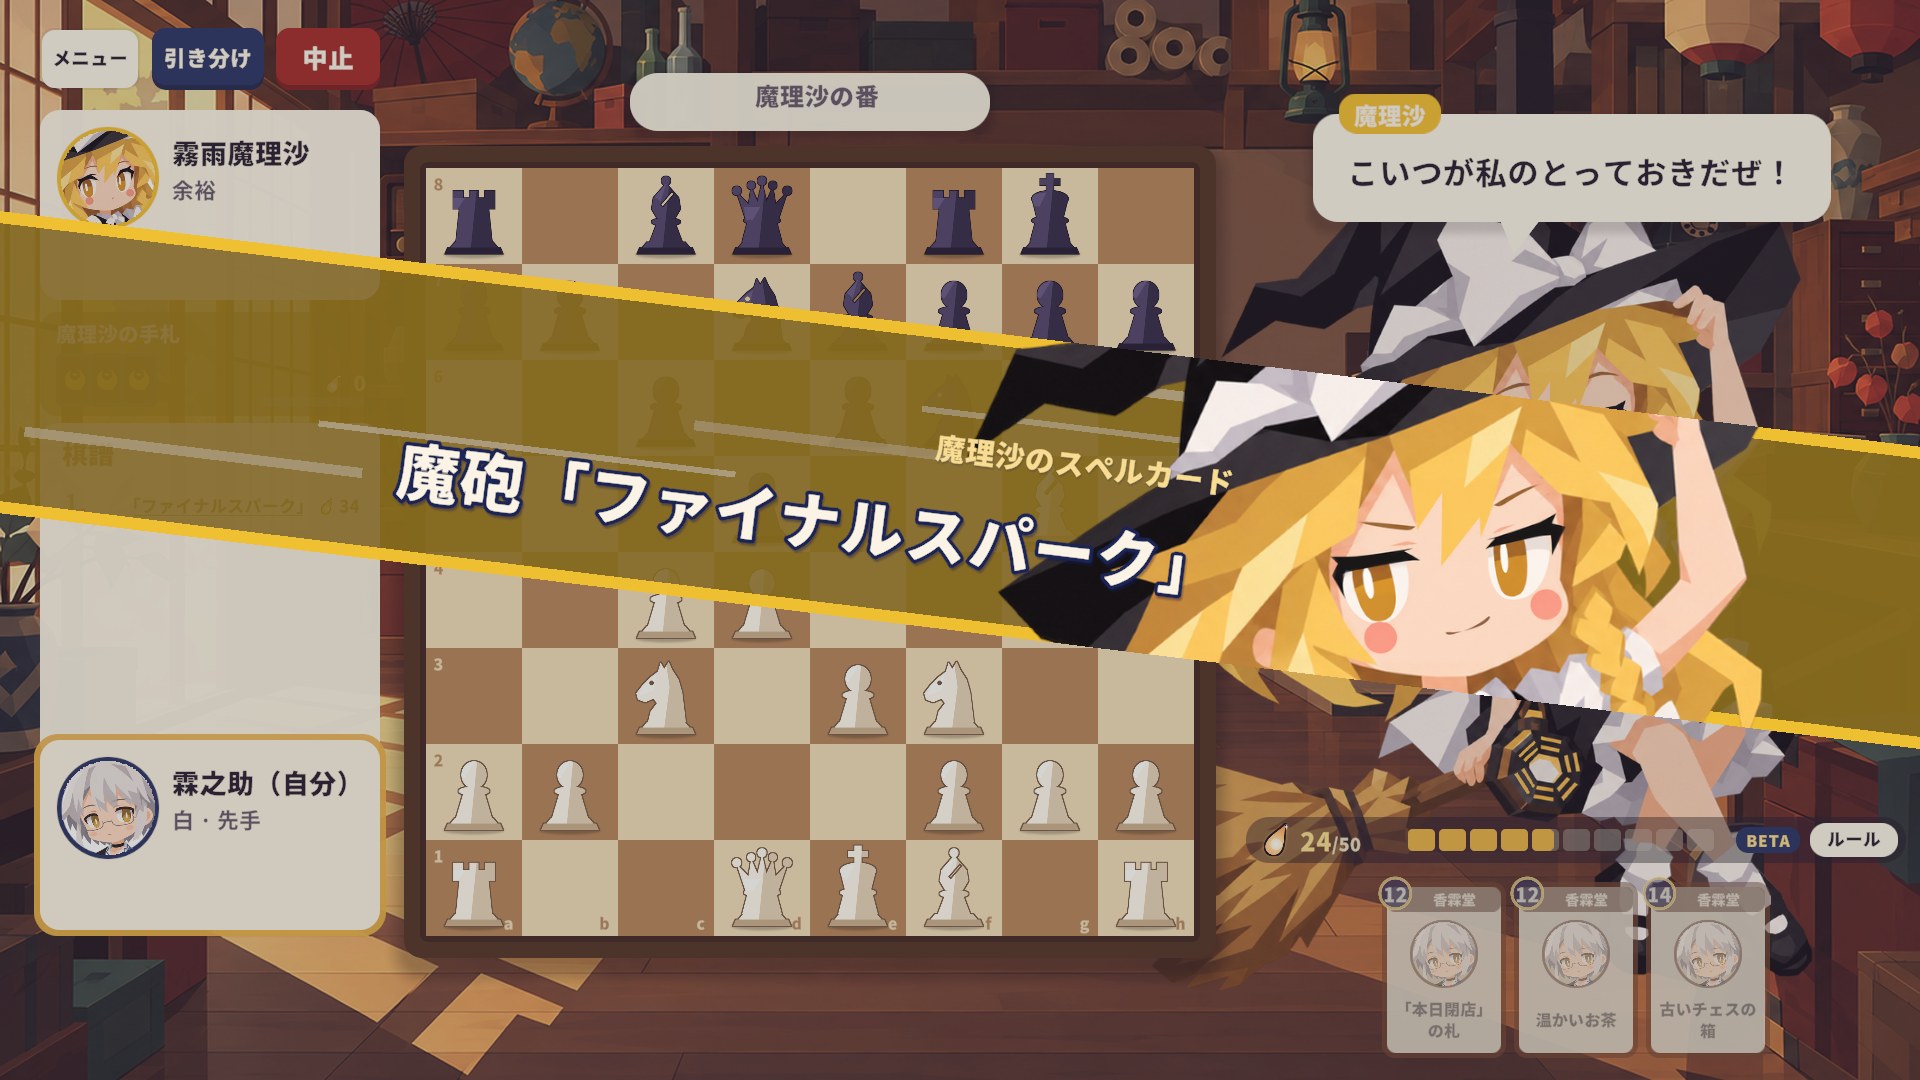 メニュー
引き分け
中止
魔理沙の番
魔理沙
こいつが私のとっておきだぜ！
霧雨魔理沙
余裕
魔理沙の手札
0
棋譜
1 「ファイナルスパーク」 34
魔理沙のスペルカード
魔砲「ファイナルスパーク」
8
6
4
3
2
1
a b c d e f g h
霖之助（自分）
白・先手
24/50
BETA
ルール
12 香霖堂
「本日閉店」
の札
12 香霖堂
温かいお茶
14 香霖堂
古いチェスの
箱